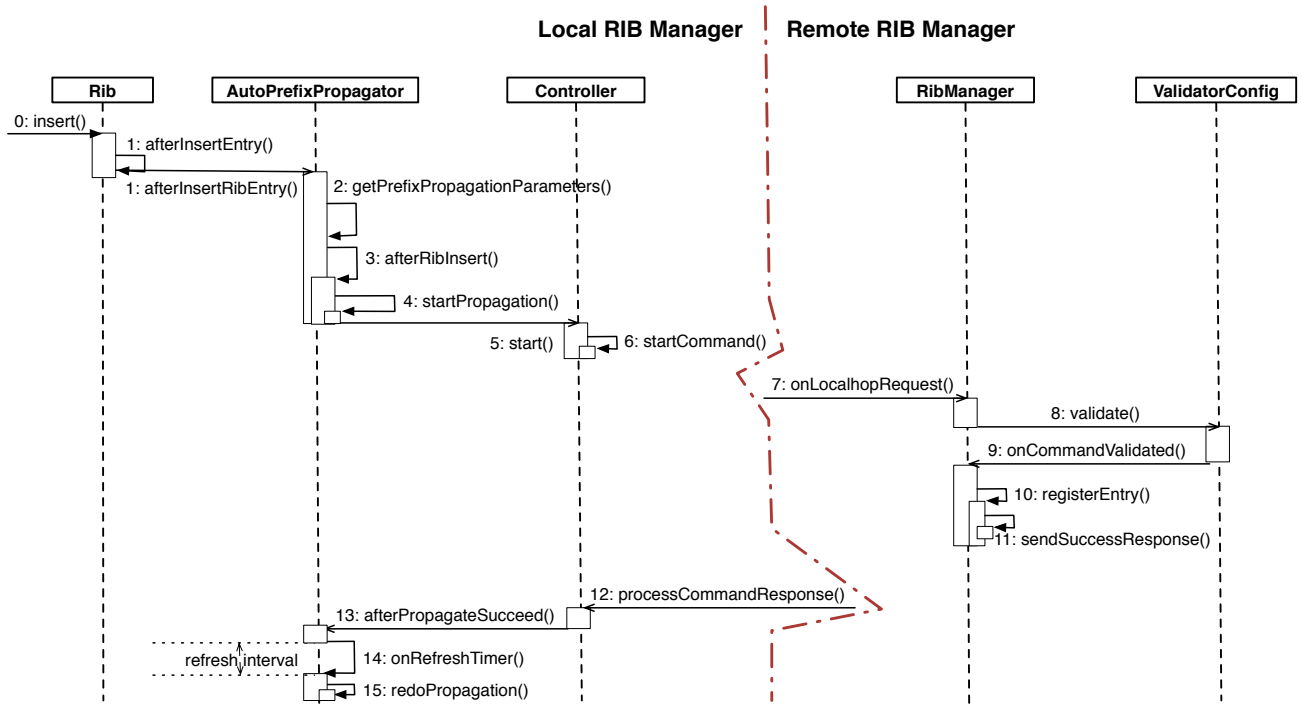 Local RIB Manager
Remote RIB Manager
Rib
AutoPrefixPropagator
Controller
RibManager
ValidatorConfig
0: insert()
1: afterInsertEntry()
1: afterInsertRibEntry()
2: getPrefixPropagationParameters()
3: afterRibInsert()
4: startPropagation()
5: start()
6: startCommand()
7: onLocalhopRequest()
8: validate()
9: onCommandValidated()
10: registerEntry()
11: sendSuccessResponse()
12: processCommandResponse()
13: afterPropagateSucceed()
refresh interval
14: onRefreshTimer()
15: redoPropagation()